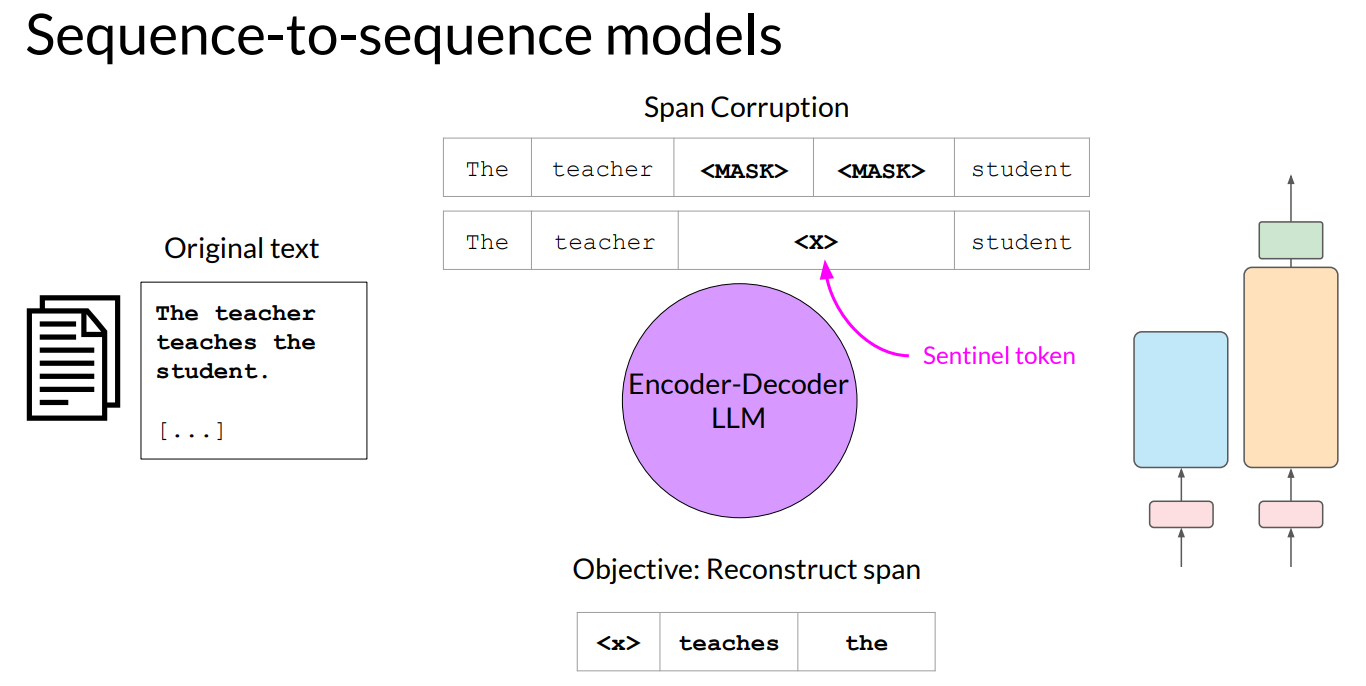 Sequence-to-sequence models
Span Corruption
The teacher <MASK> <MASK> student
The teacher <X> student
Original text
The teacher
teaches the
student.
[...]
Sentinel token
Encoder-Decoder
LLM
Objective: Reconstruct span
<x> teaches the